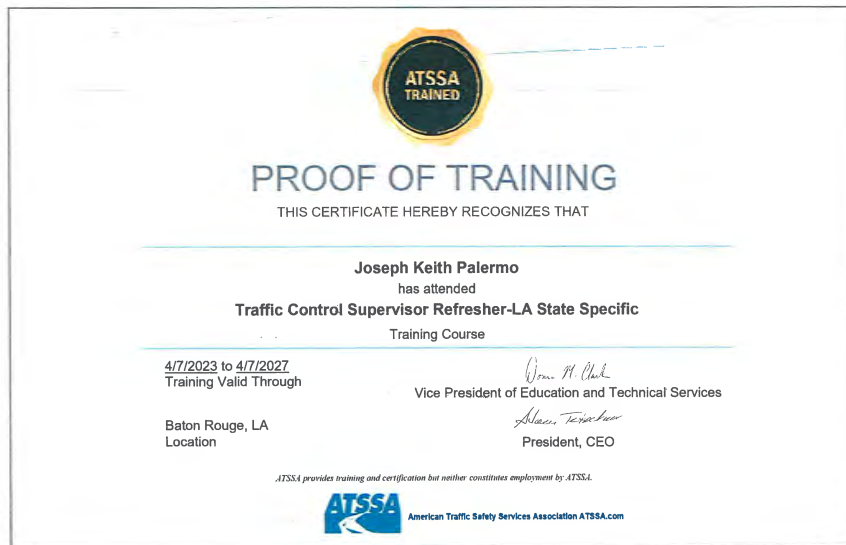 ATSSA
TRAINED
PROOF OF TRAINING
THIS CERTIFICATE HEREBY RECOGNIZES THAT
Joseph Keith Palermo
has attended
Traffic Control Supervisor Refresher-LA State Specific
Training Course
4/7/2023 to 4/7/2027
Training Valid Through
Vice President of Education and Technical Services
Baton Rouge, LA
Location
President, CEO
ATSSA provides training and certification but neither constitutes employment by ATSSA.
ATSSA
American Traffic Safety Services Association ATSSA.com